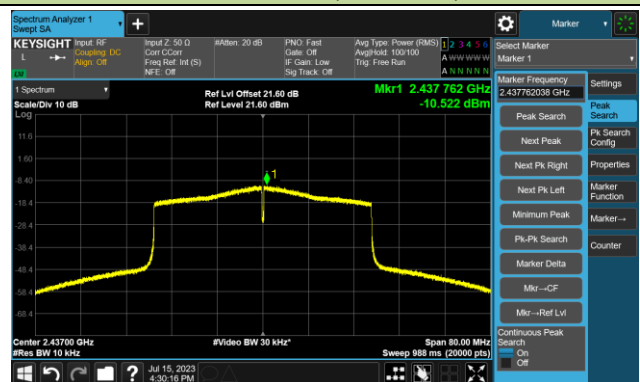 Spectrum Analyzer 1
Swept SA
Marker
KEYSIGHT
L
Input: RF
Coupling: DC
Align: Off
Input Z: 50 Ω
Corr CCorr
Freq Ref: Int (S)
NFE: Off
#Atten: 20 dB
PNO: Fast
Gate: Off
IF Gain: Low
Sig Track: Off
Avg Type: Power (RMS)
Avg|Hold: 100/100
Trig: Free Run
1 2 3 4 5 6
A W W W W W
A N N N N N
Select Marker
Marker 1
1 Spectrum
Scale/Div 10 dB
Log
Ref Lvl Offset 21.60 dB
Ref Level 21.60 dBm
Mkr1 2.437 762 GHz
-10.522 dBm
11.6
1.60
-8.40
-18.4
-28.4
-38.4
-48.4
-58.4
-68.4
1
Center 2.43700 GHz
#Res BW 10 kHz
#Video BW 30 kHz*
Span 80.00 MHz
Sweep 988 ms (20000 pts)
Marker Frequency
2.437762038 GHz
Peak Search
Next Peak
Next Pk Right
Next Pk Left
Minimum Peak
Pk-Pk Search
Marker Delta
Mkr→CF
Mkr→Ref Lvl
Continuous Peak
Search
On
Off
Settings
Peak
Search
Pk Search
Config
Properties
Marker
Function
Marker→
Counter
Jul 15, 2023
4:30:16 PM